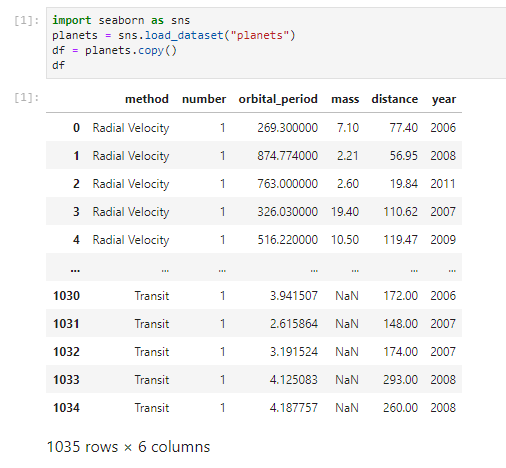 [1]: import seaborn as sns
planets = sns.load_dataset("planets")
df = planets.copy()
df
[1]:
method number orbital_period mass distance year
0 Radial Velocity 1 269.300000 7.10 77.40 2006
1 Radial Velocity 1 874.774000 2.21 56.95 2008
2 Radial Velocity 1 763.000000 2.60 19.84 2011
3 Radial Velocity 1 326.030000 19.40 110.62 2007
4 Radial Velocity 1 516.220000 10.50 119.47 2009
... ... ... ... ... ... ...
1030 Transit 1 3.941507 NaN 172.00 2006
1031 Transit 1 2.615864 NaN 148.00 2007
1032 Transit 1 3.191524 NaN 174.00 2007
1033 Transit 1 4.125083 NaN 293.00 2008
1034 Transit 1 4.187757 NaN 260.00 2008
1035 rows × 6 columns